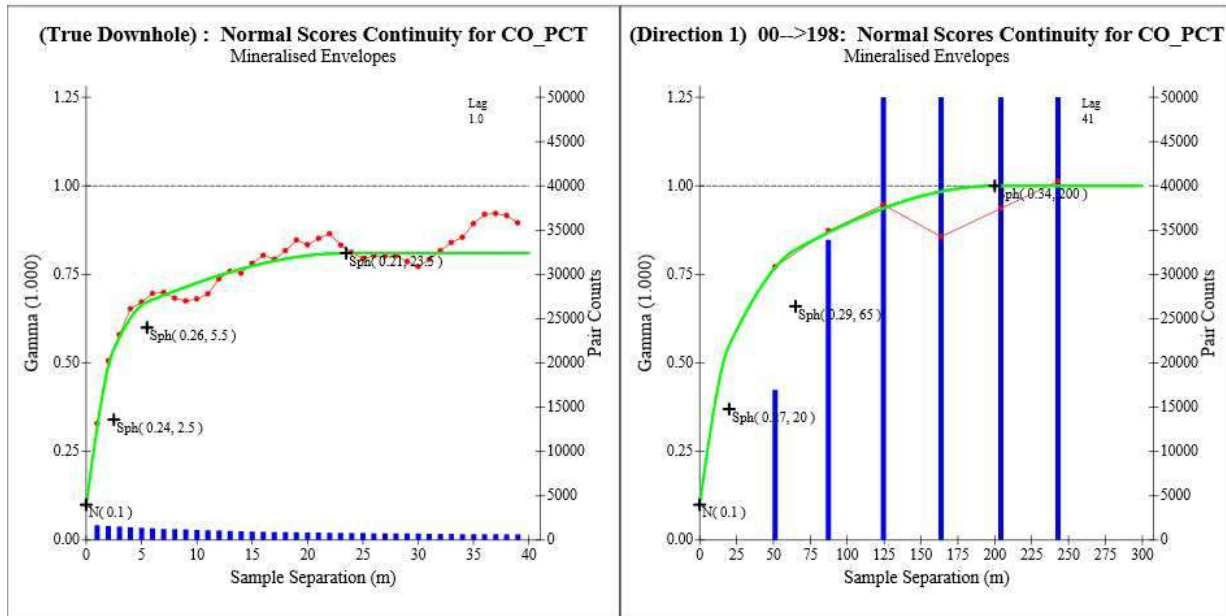 (True Downhole) : Normal Scores Continuity for CO_PCT
Mineralised Envelopes
1.25
1.00
0.75
0.50
0.25
0.00
Gamma (1.000)
50000
45000
40000
35000
30000
25000
20000
15000
10000
5000
0
Pair Counts
Lag
1.0
Sph( 0.21, 23.5 )
Sph( 0.26, 5.5 )
Sph( 0.24, 2.5 )
N( 0.1 )
0 5 10 15 20 25 30 35 40
Sample Separation (m)
(Direction 1) 00-->198: Normal Scores Continuity for CO_PCT
Mineralised Envelopes
1.25
1.00
0.75
0.50
0.25
0.00
Gamma (1.000)
50000
45000
40000
35000
30000
25000
20000
15000
10000
5000
0
Pair Counts
Lag
41
Sph( 0.34, 200 )
Sph( 0.29, 65 )
Sph( 0.27, 20 )
N( 0.1 )
0 25 50 75 100 125 150 175 200 225 250 275 300
Sample Separation (m)